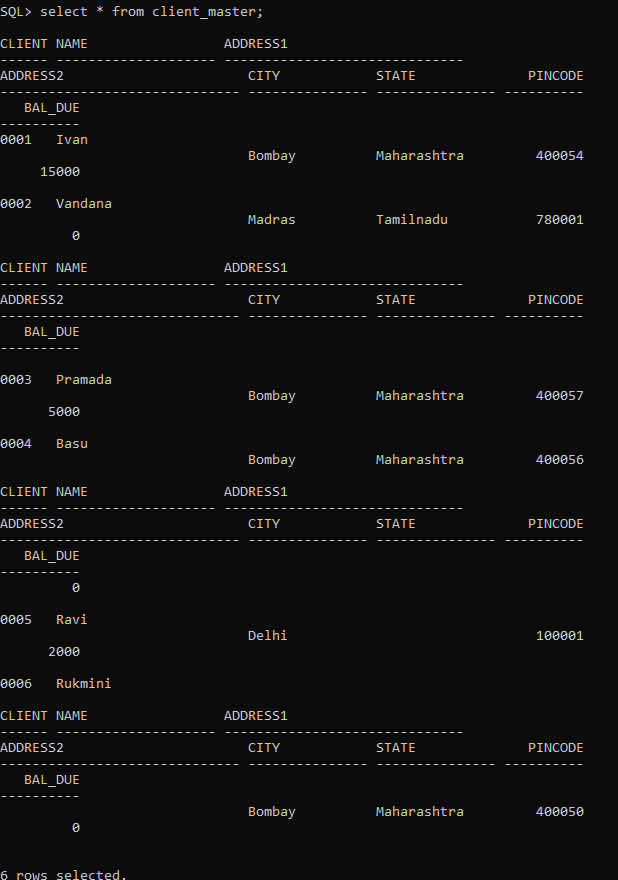 SQL> select * from client_master;
CLIENT NAME                 ADDRESS1
------ -------------------- ------------------------------
ADDRESS2                       CITY            STATE              PINCODE
------------------------------ --------------- --------------- ----------
   BAL_DUE
----------
0001   Ivan
                               Bombay          Maharashtra         400054
     15000
0002   Vandana
                               Madras          Tamilnadu           780001
         0
CLIENT NAME                 ADDRESS1
------ -------------------- ------------------------------
ADDRESS2                       CITY            STATE              PINCODE
------------------------------ --------------- --------------- ----------
   BAL_DUE
----------
0003   Pramada
                               Bombay          Maharashtra         400057
      5000
0004   Basu
                               Bombay          Maharashtra         400056
CLIENT NAME                 ADDRESS1
------ -------------------- ------------------------------
ADDRESS2                       CITY            STATE              PINCODE
------------------------------ --------------- --------------- ----------
   BAL_DUE
----------
         0
0005   Ravi
                               Delhi                               100001
      2000
0006   Rukmini
CLIENT NAME                 ADDRESS1
------ -------------------- ------------------------------
ADDRESS2                       CITY            STATE              PINCODE
------------------------------ --------------- --------------- ----------
   BAL_DUE
----------
                               Bombay          Maharashtra         400050
         0
6 rows selected.